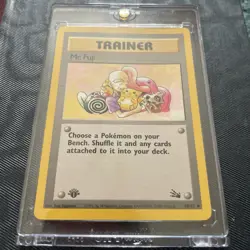 TRAINER
Mr. Fuji
Choose a Pokémon on your
Bench. Shuffle it and any cards
attached to it into your deck.